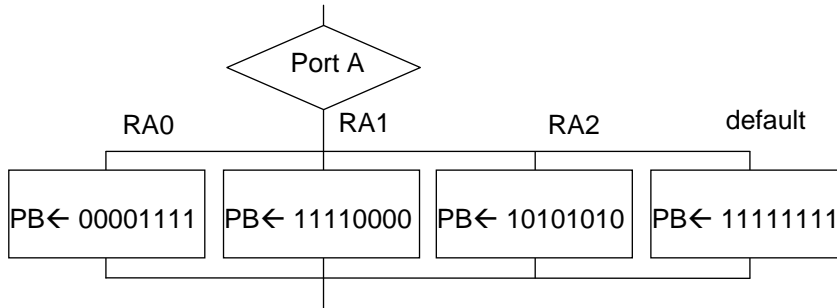 Port A
RA0
RA1
RA2
default
PB← 00001111
PB← 11110000
PB← 10101010
PB← 11111111